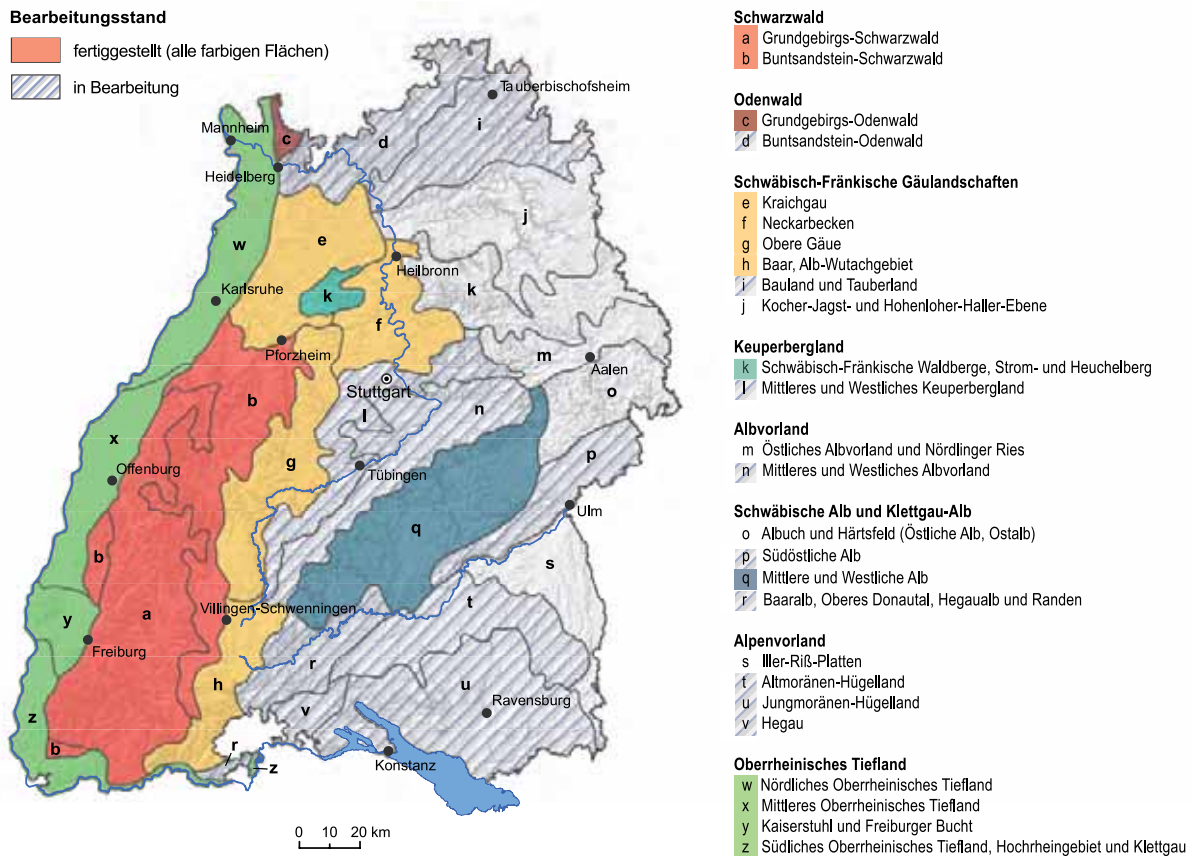 Bearbeitungsstand
fertiggestellt (alle farbigen Flächen)
in Bearbeitung
Tauberbischofsheim
i
Mannheim
c
d
Heidelberg
j
w
e
Heilbronn
k
k
Karlsruhe
f
Pforzheim
m
Aalen
Stuttgart
b
l
n
o
x
g
p
Offenburg
Tübingen
Ulm
q
b
s
Villingen-Schwenningen
t
a
y
Freiburg
r
h
u
Ravensburg
z
v
b
r
z
Konstanz
0 10 20 km
Schwarzwald
a Grundgebirgs-Schwarzwald
b Buntsandstein-Schwarzwald
Odenwald
c Grundgebirgs-Odenwald
d Buntsandstein-Odenwald
Schwäbisch-Fränkische Gäulandschaften
e Kraichgau
f Neckarbecken
g Obere Gäue
h Baar, Alb-Wutachgebiet
i Bauland und Tauberland
j Kocher-Jagst- und Hohenloher-Haller-Ebene
Keuperbergland
k Schwäbisch-Fränkische Waldberge, Strom- und Heuchelberg
l Mittleres und Westliches Keuperbergland
Albvorland
m Östliches Albvorland und Nördlinger Ries
n Mittleres und Westliches Albvorland
Schwäbische Alb und Klettgau-Alb
o Albuch und Härtsfeld (Östliche Alb, Ostalb)
p Südöstliche Alb
q Mittlere und Westliche Alb
r Baaralb, Oberes Donautal, Hegaualb und Randen
Alpenvorland
s Iller-Riß-Platten
t Altmoränen-Hügelland
u Jungmoränen-Hügelland
v Hegau
Oberrheinisches Tiefland
w Nördliches Oberrheinisches Tiefland
x Mittleres Oberrheinisches Tiefland
y Kaiserstuhl und Freiburger Bucht
z Südliches Oberrheinisches Tiefland, Hochrheingebiet und Klettgau